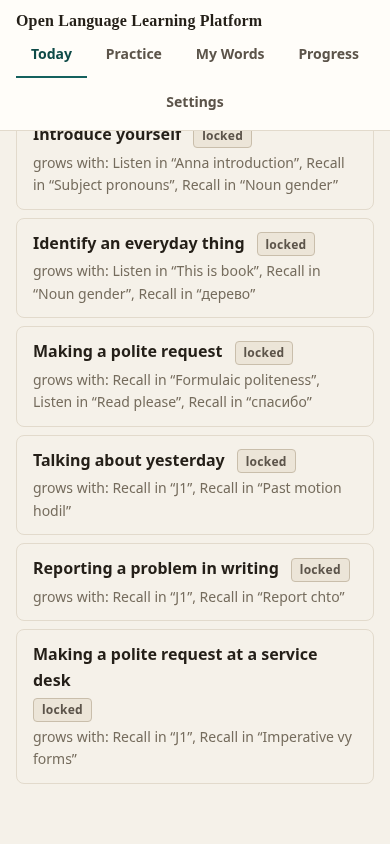 Open Language Learning Platform
Today Practice My Words Progress
Settings
Introduce yourself locked
grows with: Listen in “Anna introduction”, Recall
in “Subject pronouns”, Recall in “Noun gender”
Identify an everyday thing locked
grows with: Listen in “This is book”, Recall in
“Noun gender”, Recall in “дерево”
Making a polite request locked
grows with: Recall in “Formulaic politeness”,
Listen in “Read please”, Recall in “спасибо”
Talking about yesterday locked
grows with: Recall in “J1”, Recall in “Past motion
hodil”
Reporting a problem in writing locked
grows with: Recall in “J1”, Recall in “Report chto”
Making a polite request at a service
desk
locked
grows with: Recall in “J1”, Recall in “Imperative vy
forms”